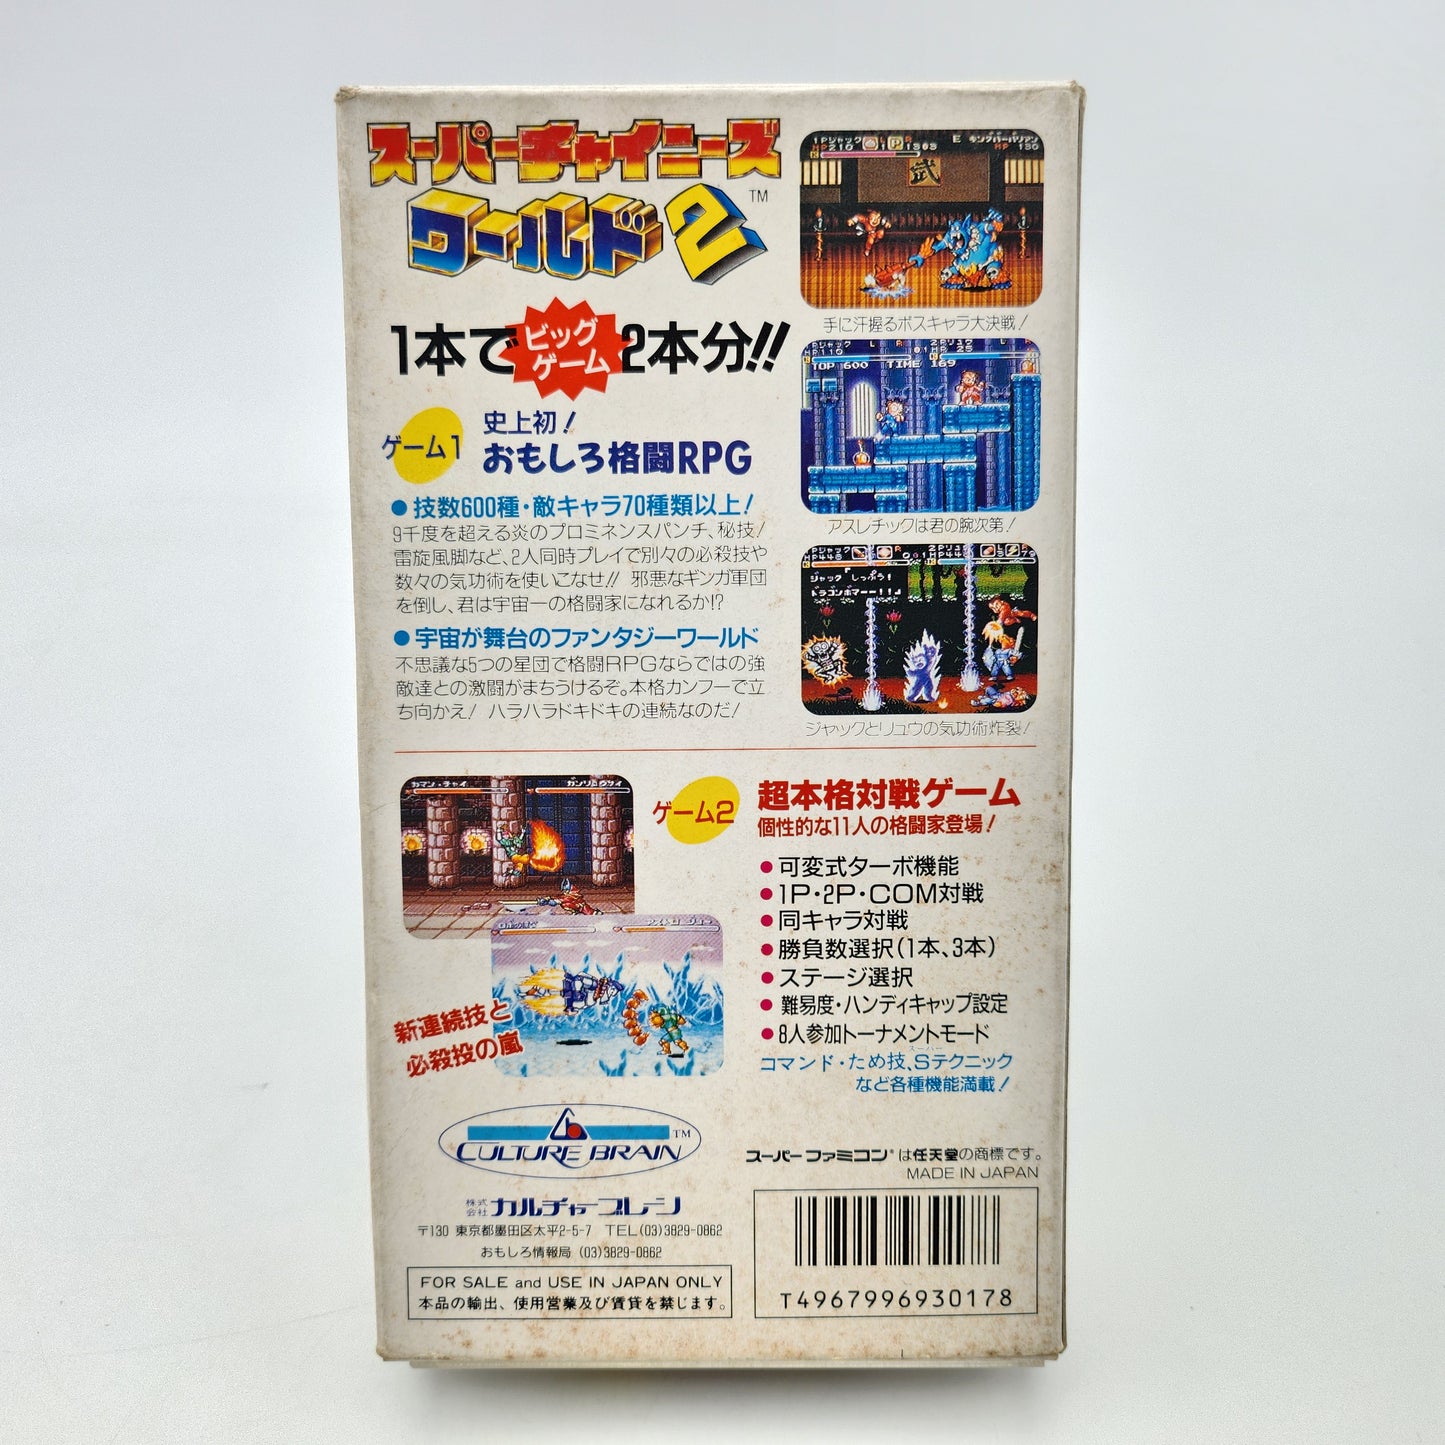 スーパーチャイニーズ
ワールド2 TM
1本でビッグゲーム2本分!!
ゲーム1
史上初!
おもしろ格闘RPG
●技数600種・敵キャラ70種類以上!
9千度を超える炎のプロミネンスパンチ、秘技!
雷旋風脚など、2人同時プレイで別々の必殺技や
数々の気功術を使いこなせ!! 邪悪なギンガ軍団
を倒し、君は宇宙一の格闘家になれるか!?
●宇宙が舞台のファンタジーワールド
不思議な5つの星団で格闘RPGならではの強
敵達との激闘がまちうけるぞ。本格カンフーで立
ち向かえ! ハラハラドキドキの連続なのだ!
1Pジャック L R E キングバーバリアン
HP210 P 1363 HP 130
武
手に汗握るボスキャラ大決戦!
TOP 600 TIME 169
アスレチックは君の腕次第!
ジャック「しっぷう!
ドラゴンボマーー!!」
ジャックとリュウの気功術炸裂!
カマン・チャイ
新連続技と
必殺投の嵐
ゲーム2
超本格対戦ゲーム
個性的な11人の格闘家登場!
●可変式ターボ機能
●1P・2P・COM対戦
●同キャラ対戦
●勝負数選択(1本、3本)
●ステージ選択
●難易度・ハンディキャップ設定
●8人参加トーナメントモード
スーパー
コマンド・ため技、Sテクニック
など各種機能満載!
CULTURE BRAIN TM
株式会社 カルチャーブレーン
〒130 東京都墨田区太平2-5-7 TEL(03)3829-0862
おもしろ情報局 (03)3829-0862
FOR SALE and USE IN JAPAN ONLY
本品の輸出、使用営業及び賃貸を禁じます。
スーパーファミコン®は任天堂の商標です。
MADE IN JAPAN
T4967996930178